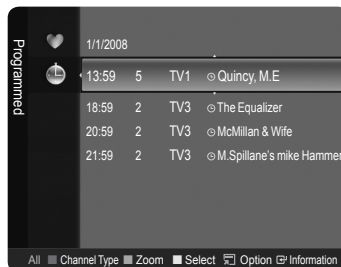 Programmed
1/1/2008
13:59 5 TV1 Quincy, M.E
18:59 2 TV3 The Equalizer
20:59 2 TV3 McMillan & Wife
21:59 2 TV3 M.Spillane's mike Hammer
All Channel Type Zoom Select Option Information